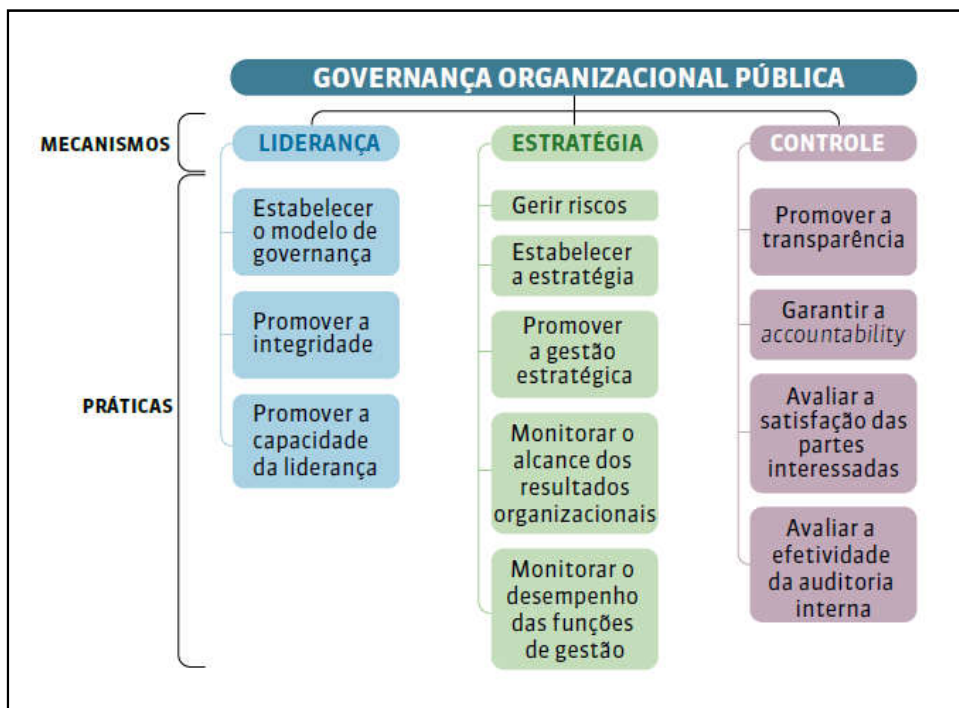 GOVERNANÇA ORGANIZACIONAL PÚBLICA
MECANISMOS
LIDERANÇA
ESTRATÉGIA
CONTROLE
PRÁTICAS
Estabelecer
o modelo de
governança
Promover a
integridade
Promover a
capacidade
da liderança
Gerir riscos
Estabelecer
a estratégia
Promover
a gestão
estratégica
Monitorar o
alcance dos
resultados
organizacionais
Monitorar o
desempenho
das funções
de gestão
Promover a
transparência
Garantir a
accountability
Avaliar a
satisfação das
partes
interessadas
Avaliar a
efetividade
da auditoria
interna